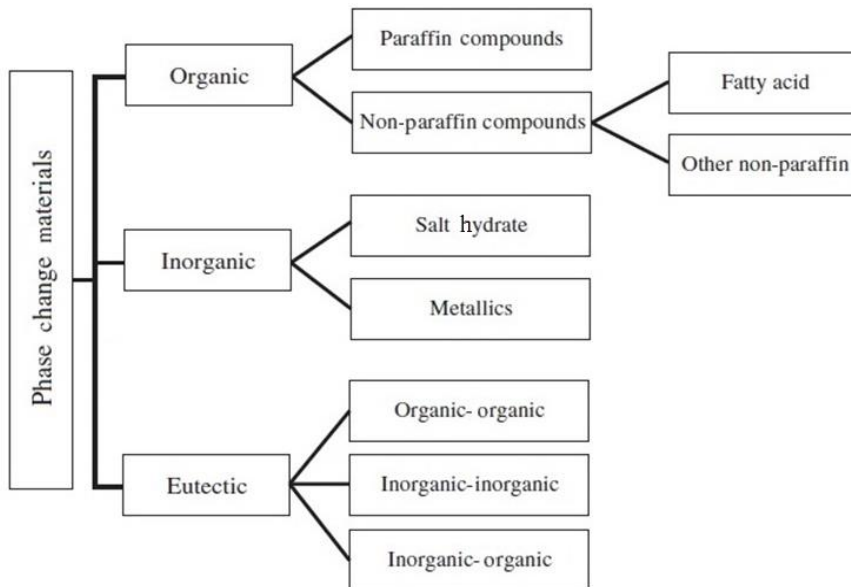 Phase change materials
Organic
Paraffin compounds
Non-paraffin compounds
Fatty acid
Other non-paraffin
Inorganic
Salt hydrate
Metallics
Eutectic
Organic- organic
Inorganic-inorganic
Inorganic- organic